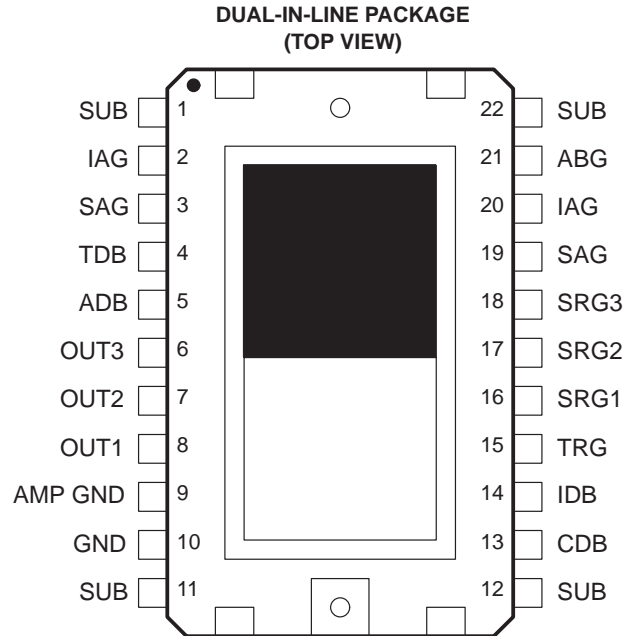 DUAL-IN-LINE PACKAGE
(TOP VIEW)
SUB 1 22 SUB
IAG 2 21 ABG
SAG 3 20 IAG
TDB 4 19 SAG
ADB 5 18 SRG3
OUT3 6 17 SRG2
OUT2 7 16 SRG1
OUT1 8 15 TRG
AMP GND 9 14 IDB
GND 10 13 CDB
SUB 11 12 SUB